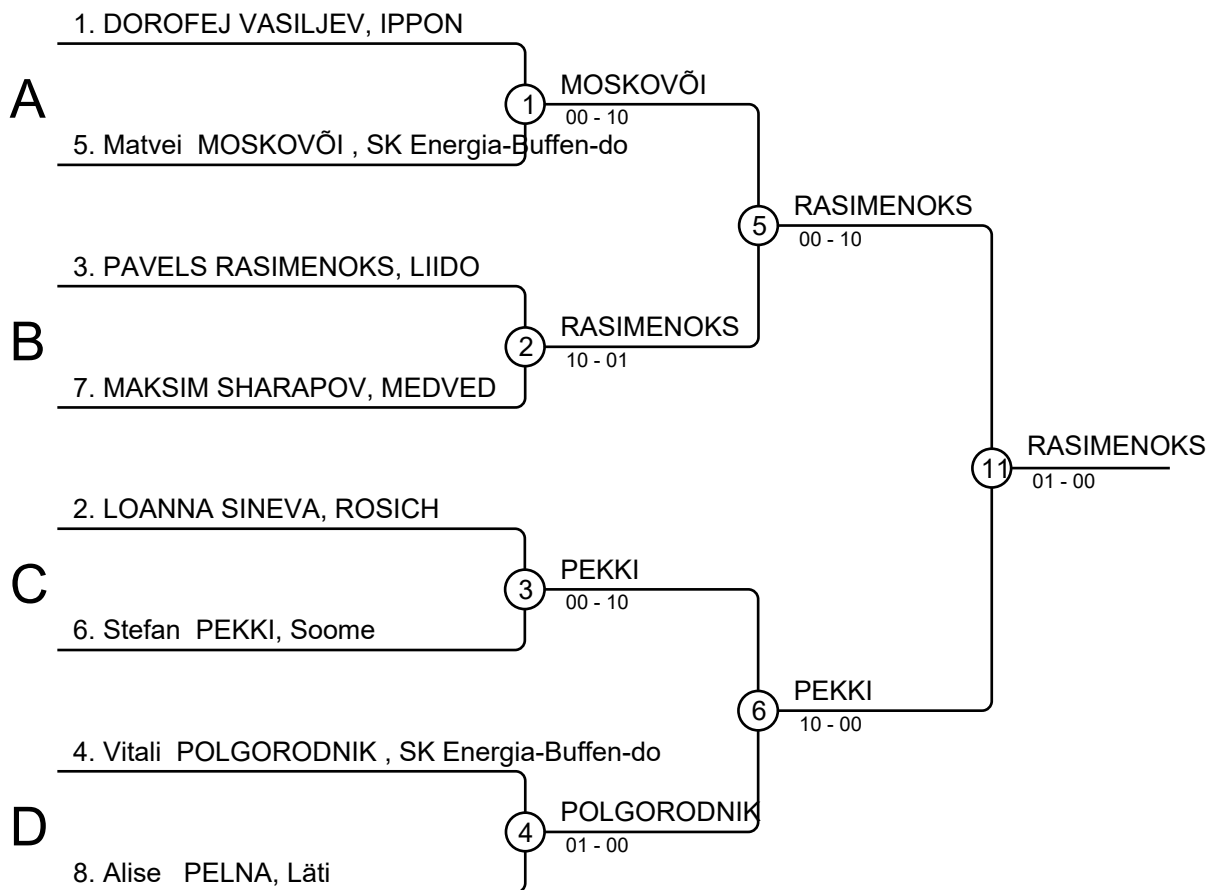 1. DOROFEJ VASILJEV, IPPON
A
1
MOSKOVÕI
00 - 10
5. Matvei  MOSKOVÕI , SK Energia-Buffen-do
5
RASIMENOKS
00 - 10
3. PAVELS RASIMENOKS, LIIDO
B
2
RASIMENOKS
10 - 01
7. MAKSIM SHARAPOV, MEDVED
11
RASIMENOKS
01 - 00
2. LOANNA SINEVA, ROSICH
C
3
PEKKI
00 - 10
6. Stefan  PEKKI, Soome
6
PEKKI
10 - 00
4. Vitali  POLGORODNIK , SK Energia-Buffen-do
D
4
POLGORODNIK
01 - 00
8. Alise   PELNA, Läti